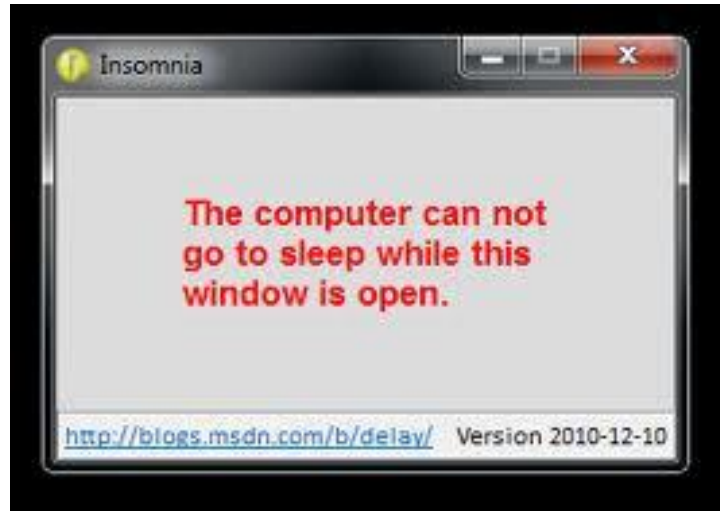 Insomnia
The computer can not
go to sleep while this
window is open.
http://blogs.msdn.com/b/delay/ Version 2010-12-10